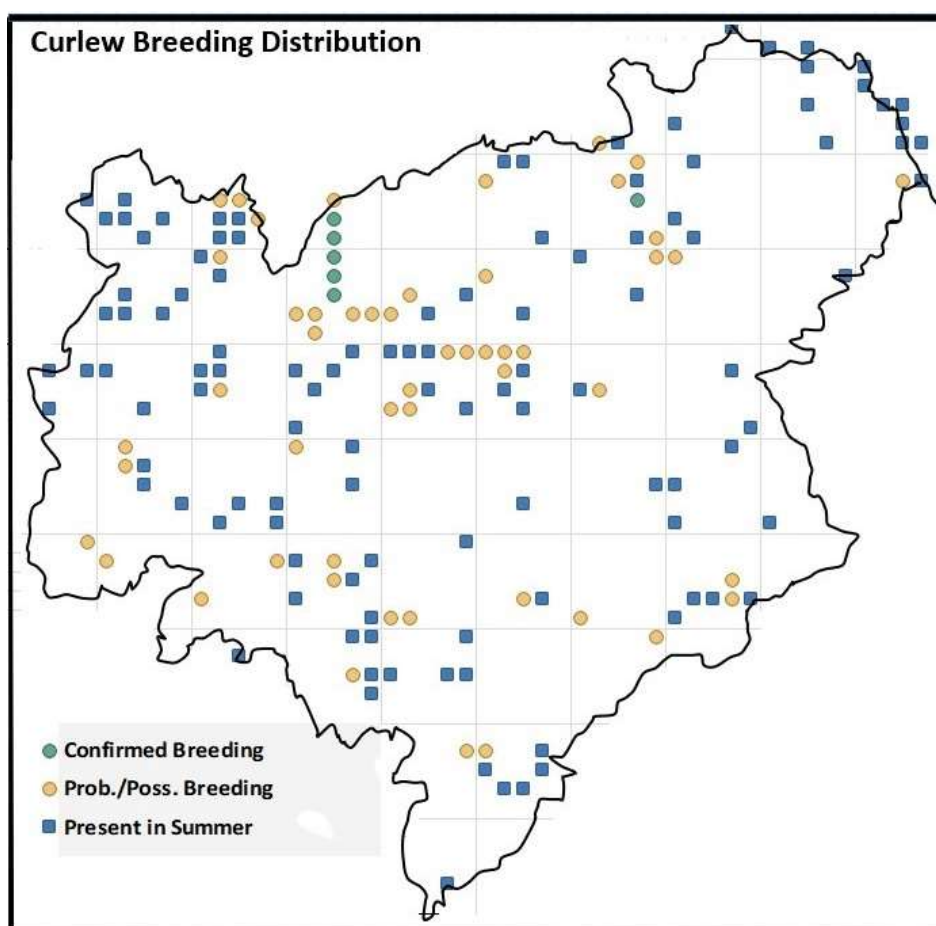 Curlew Breeding Distribution
Confirmed Breeding
Prob./Poss. Breeding
Present in Summer